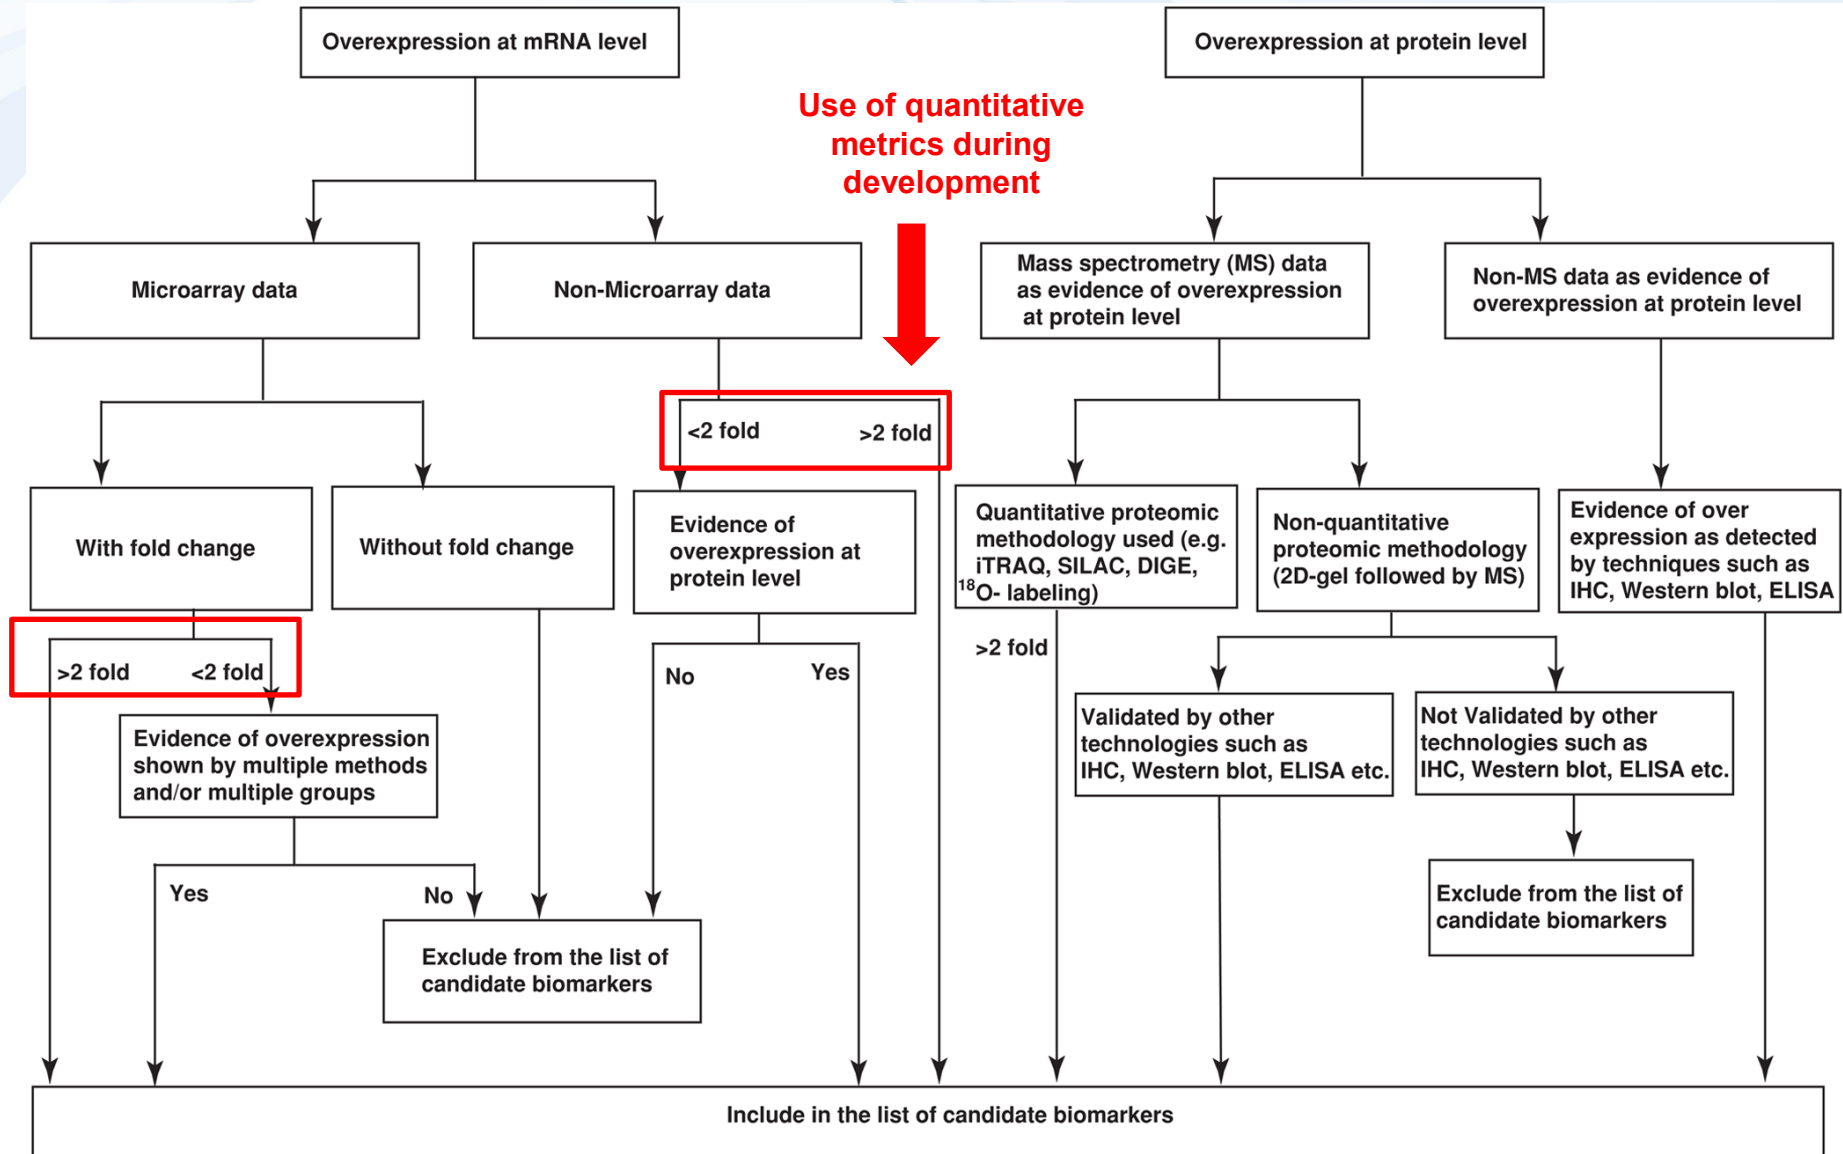 Overexpression at mRNA level
Overexpression at protein level
Use of quantitative
metrics during
development
Microarray data
Non-Microarray data
Mass spectrometry (MS) data
as evidence of overexpression
at protein level
Non-MS data as evidence of
overexpression at protein level
<2 fold
>2 fold
With fold change
Without fold change
Evidence of
overexpression at
protein level
Quantitative proteomic
methodology used (e.g.
iTRAQ, SILAC, DIGE,
¹⁸O- labeling)
Non-quantitative
proteomic methodology
(2D-gel followed by MS)
Evidence of over
expression as detected
by techniques such as
IHC, Western blot, ELISA
>2 fold
<2 fold
No
Yes
>2 fold
Evidence of overexpression
shown by multiple methods
and/or multiple groups
Validated by other
technologies such as
IHC, Western blot, ELISA etc.
Not Validated by other
technologies such as
IHC, Western blot, ELISA etc.
Yes
No
Exclude from the list of
candidate biomarkers
Exclude from the list of
candidate biomarkers
Include in the list of candidate biomarkers